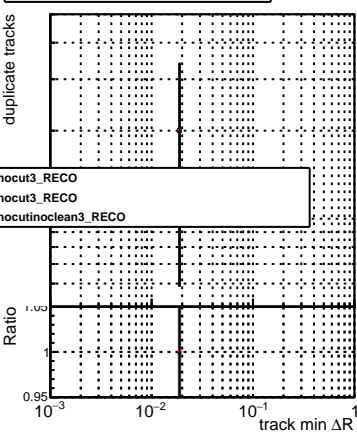 duplicate tracks
nocut3_RECO
nocut3_RECO
nocutinoclean3_RECO
Ratio
1.05
1
0.95
10⁻³ 10⁻² 10⁻¹ 1
track min ΔR